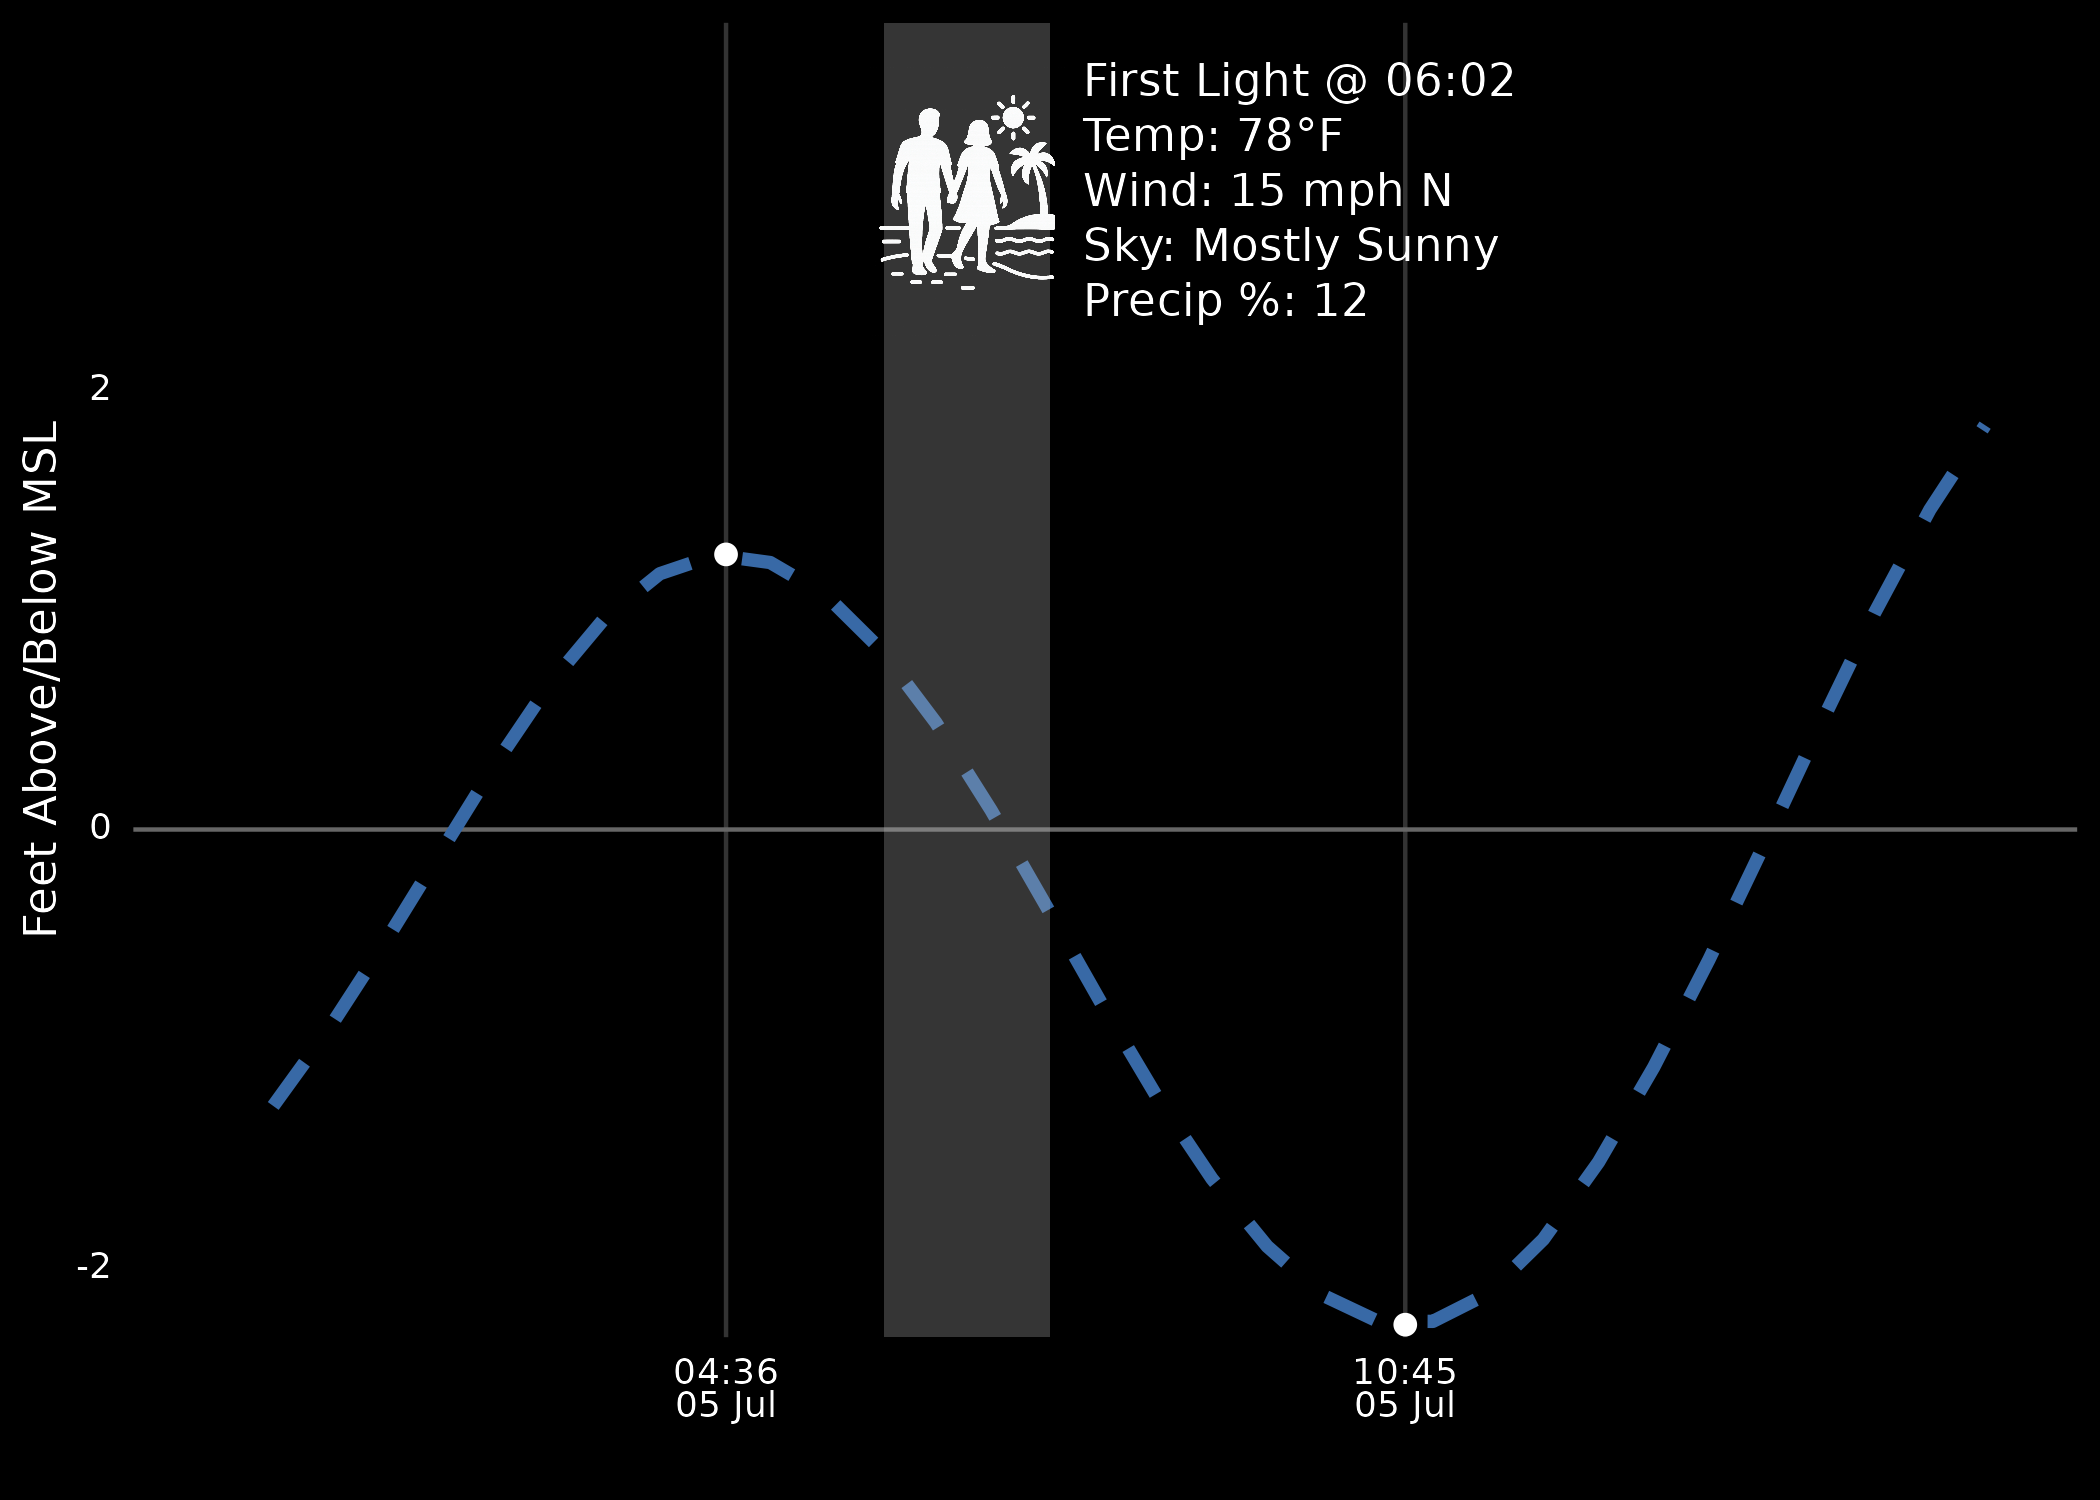 First Light @ 06:02
Temp: 78°F
Wind: 15 mph N
Sky: Mostly Sunny
Precip %: 12
Feet Above/Below MSL
2
0
-2
04:36
05 Jul
10:45
05 Jul